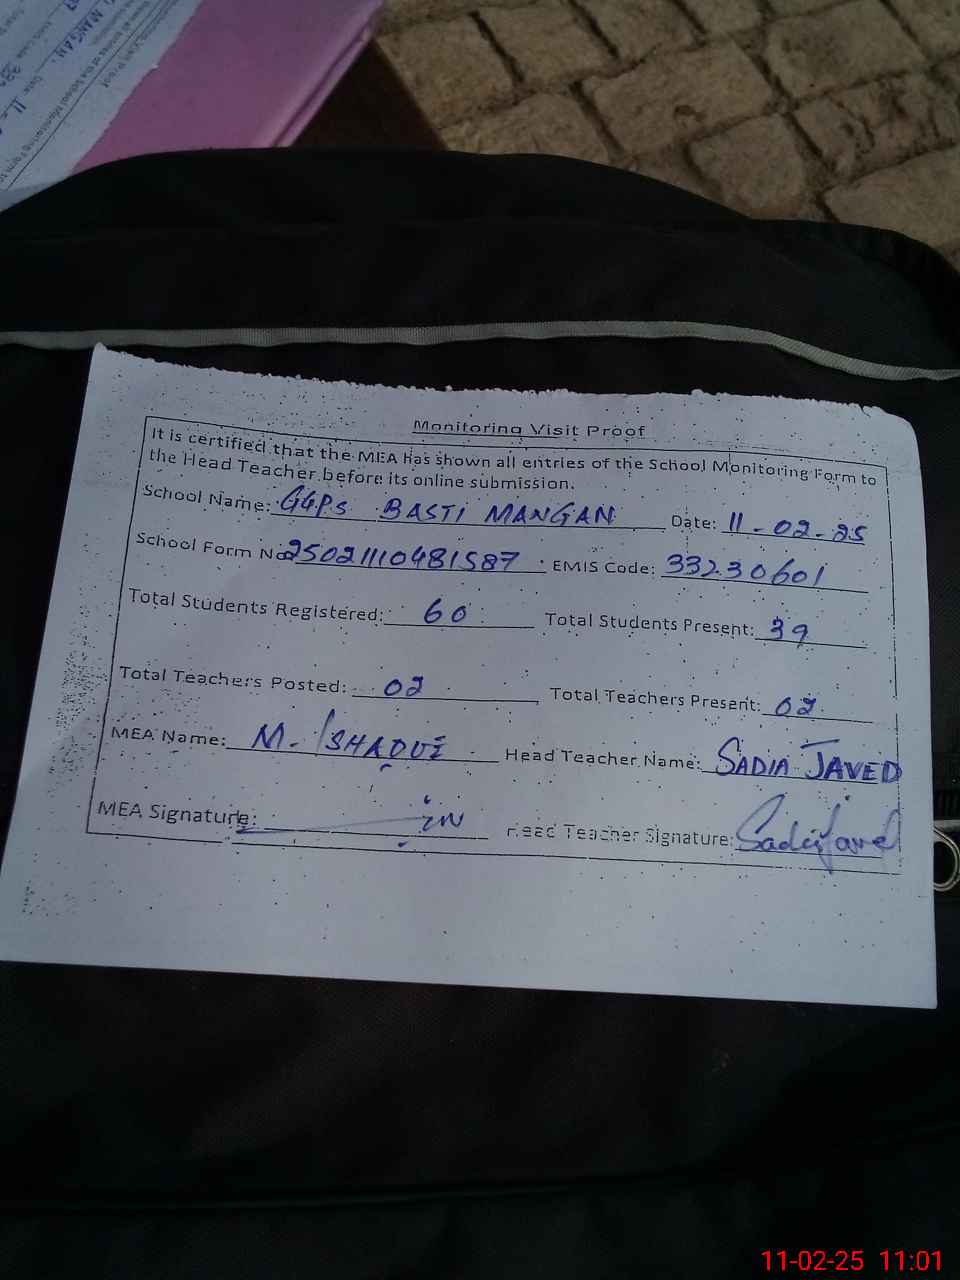 Monitoring Visit Proof
It is certified that the MEA has shown all entries of the School Monitoring Form to
the Head Teacher before its online submission.
School Name: GGPS BASTI MANGAN Date: 11-02-25
School Form No 25021110481587 EMIS Code: 33230601
Total Students Registered: 60 Total Students Present: 39
Total Teachers Posted: 02 Total Teachers Present: 02
MEA Name: M. ISHAQUE Head Teacher Name: SADIA JAVED
MEA Signature: Head Teacher Signature: Sadia Javed
11-02-25 11:01